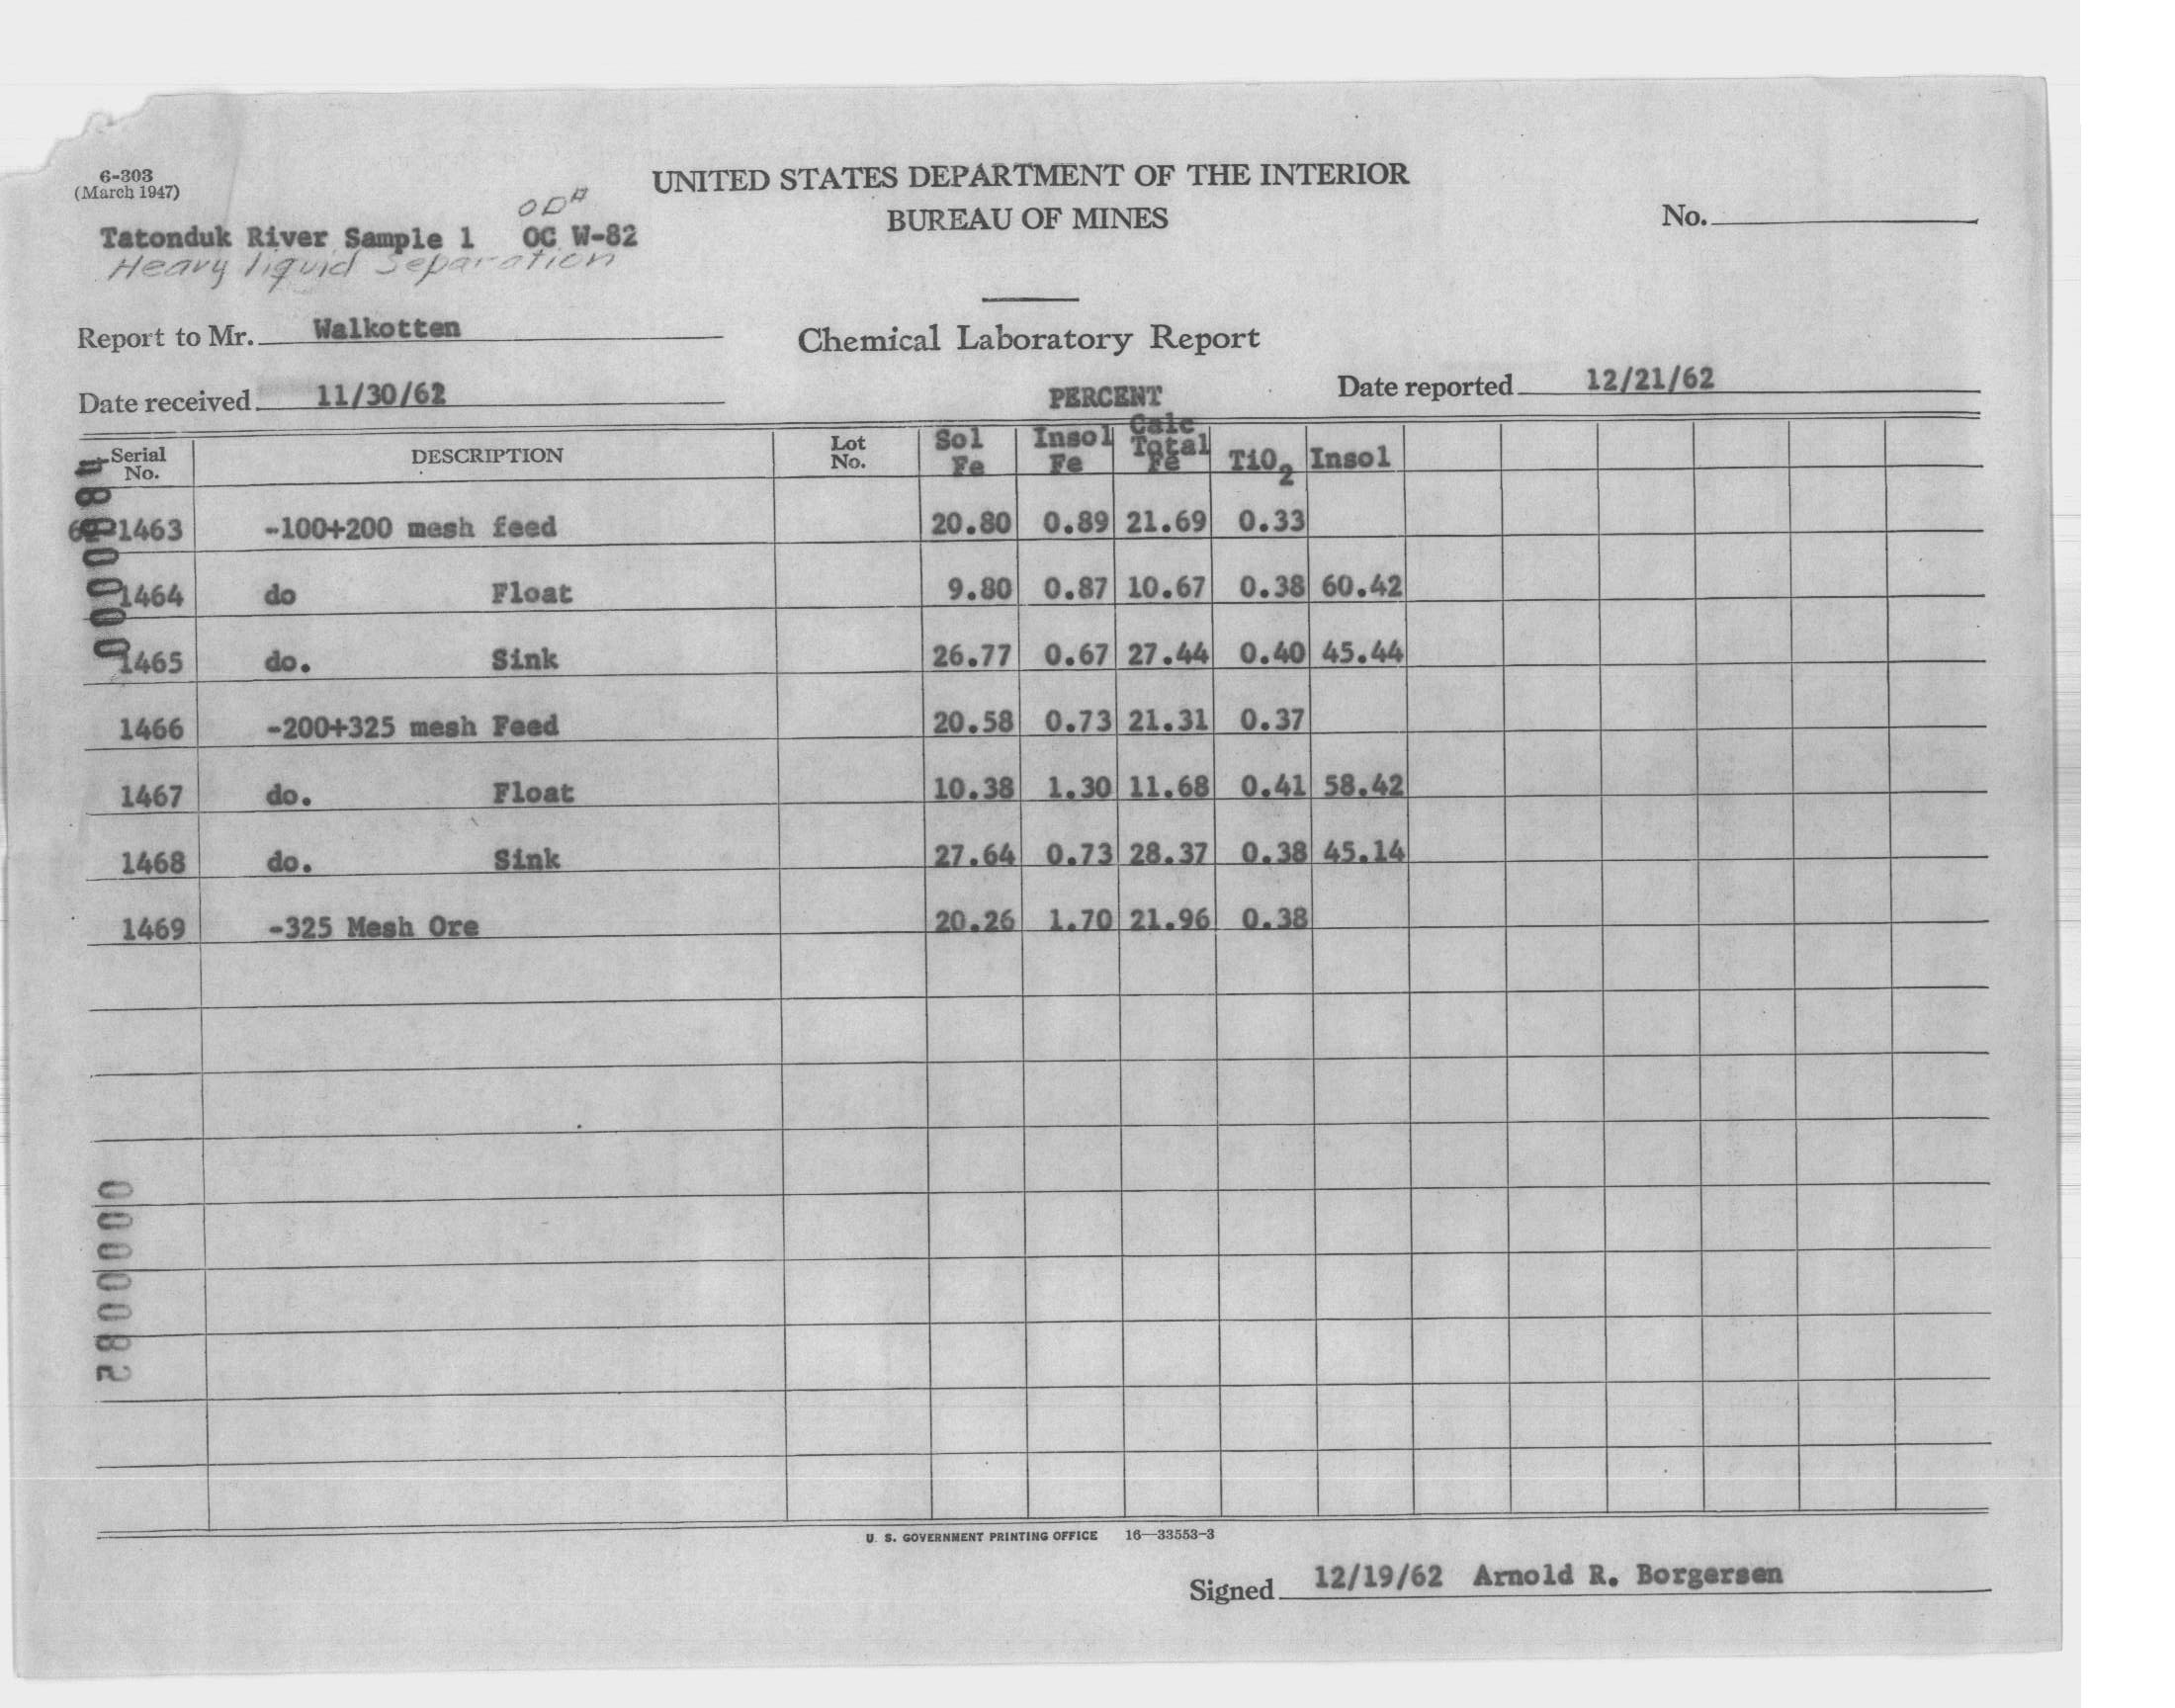 6-303
(March 1947)
UNITED STATES DEPARTMENT OF THE INTERIOR
BUREAU OF MINES
No.
Tatonduk River Sample 1 OC W-82
Heavy liquid Separation
Report to Mr. Walkotten
Chemical Laboratory Report
Date received 11/30/62
PERCENT
Date reported 12/21/62
Serial No. DESCRIPTION Lot No. Sol Fe Insol Fe Calc Total Fe TiO2 Insol
1463 -100+200 mesh feed 20.80 0.89 21.69 0.33
1464 do Float 9.80 0.87 10.67 0.38 60.42
1465 do. Sink 26.77 0.67 27.44 0.40 45.44
1466 -200+325 mesh Feed 20.58 0.73 21.31 0.37
1467 do. Float 10.38 1.30 11.68 0.41 58.42
1468 do. Sink 27.64 0.73 28.37 0.38 45.14
1469 -325 Mesh Ore 20.26 1.70 21.96 0.38
0000082
U. S. GOVERNMENT PRINTING OFFICE 16—33553-3
Signed 12/19/62 Arnold R. Borgersen